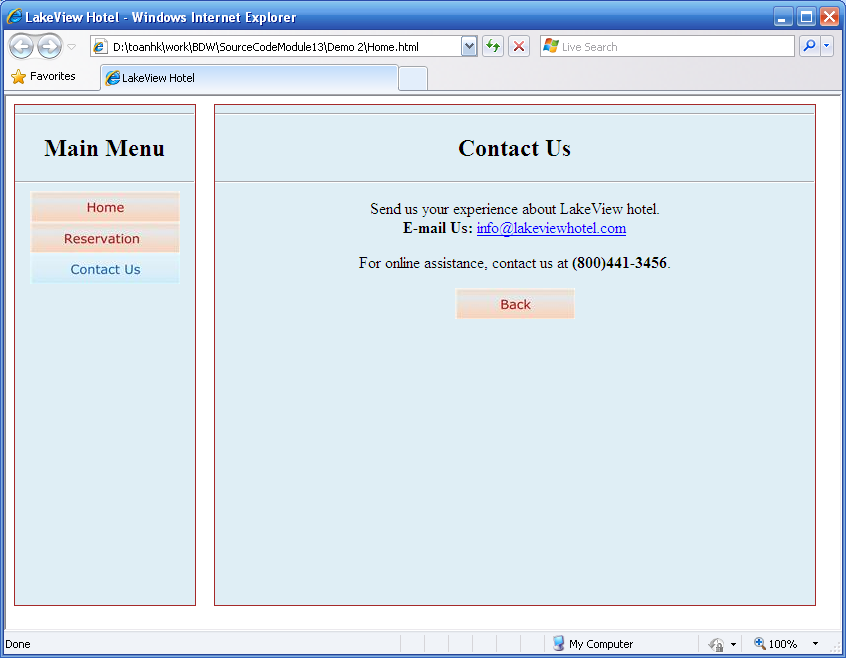 LakeView Hotel - Windows Internet Explorer
D:\toanhk\work\BDW\SourceCodeModule13\Demo 2\Home.html
Live Search
Favorites
LakeView Hotel
Main Menu
Home
Reservation
Contact Us
Contact Us
Send us your experience about LakeView hotel.
E-mail Us: info@lakeviewhotel.com
For online assistance, contact us at (800)441-3456.
Back
Done
My Computer
100%